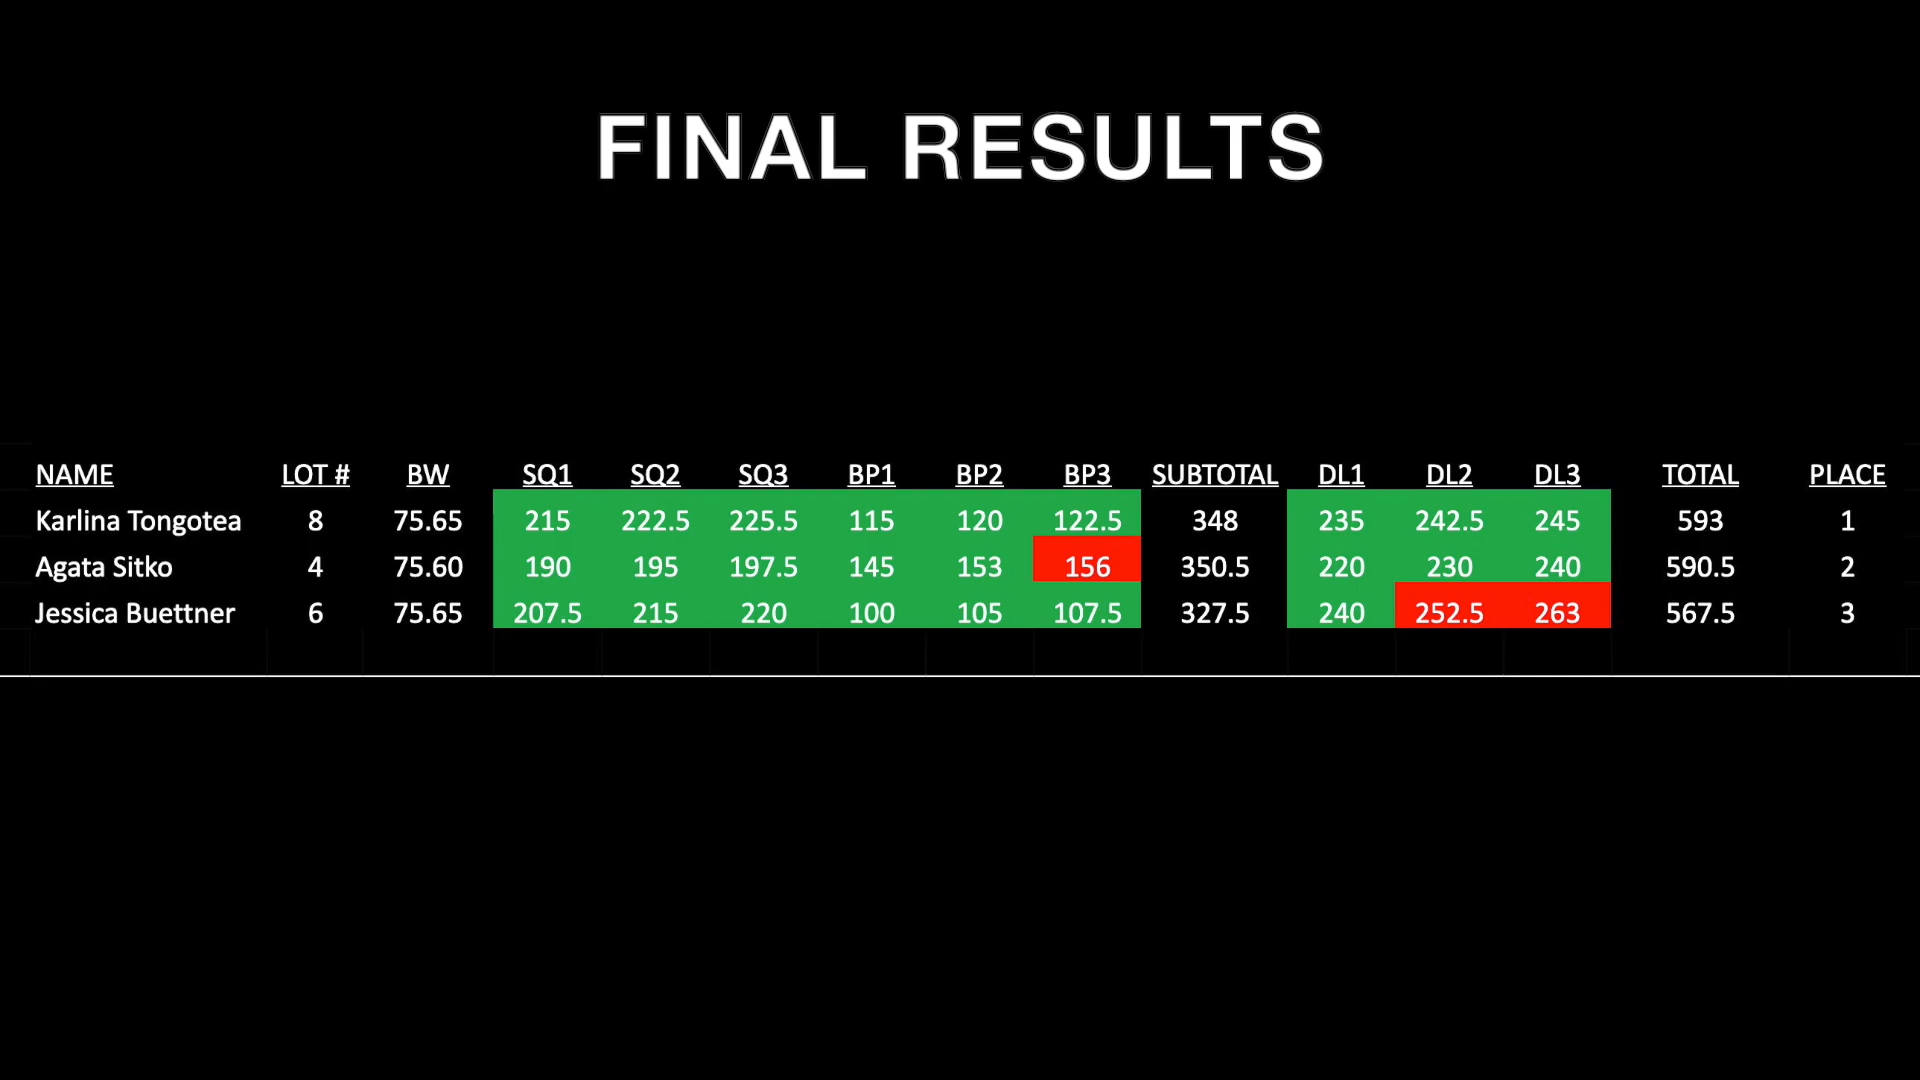 FINAL RESULTS
NAME LOT # BW SQ1 SQ2 SQ3 BP1 BP2 BP3 SUBTOTAL DL1 DL2 DL3 TOTAL PLACE
Karlina Tongotea 8 75.65 215 222.5 225.5 115 120 122.5 348 235 242.5 245 593 1
Agata Sitko 4 75.60 190 195 197.5 145 153 156 350.5 220 230 240 590.5 2
Jessica Buettner 6 75.65 207.5 215 220 100 105 107.5 327.5 240 252.5 263 567.5 3